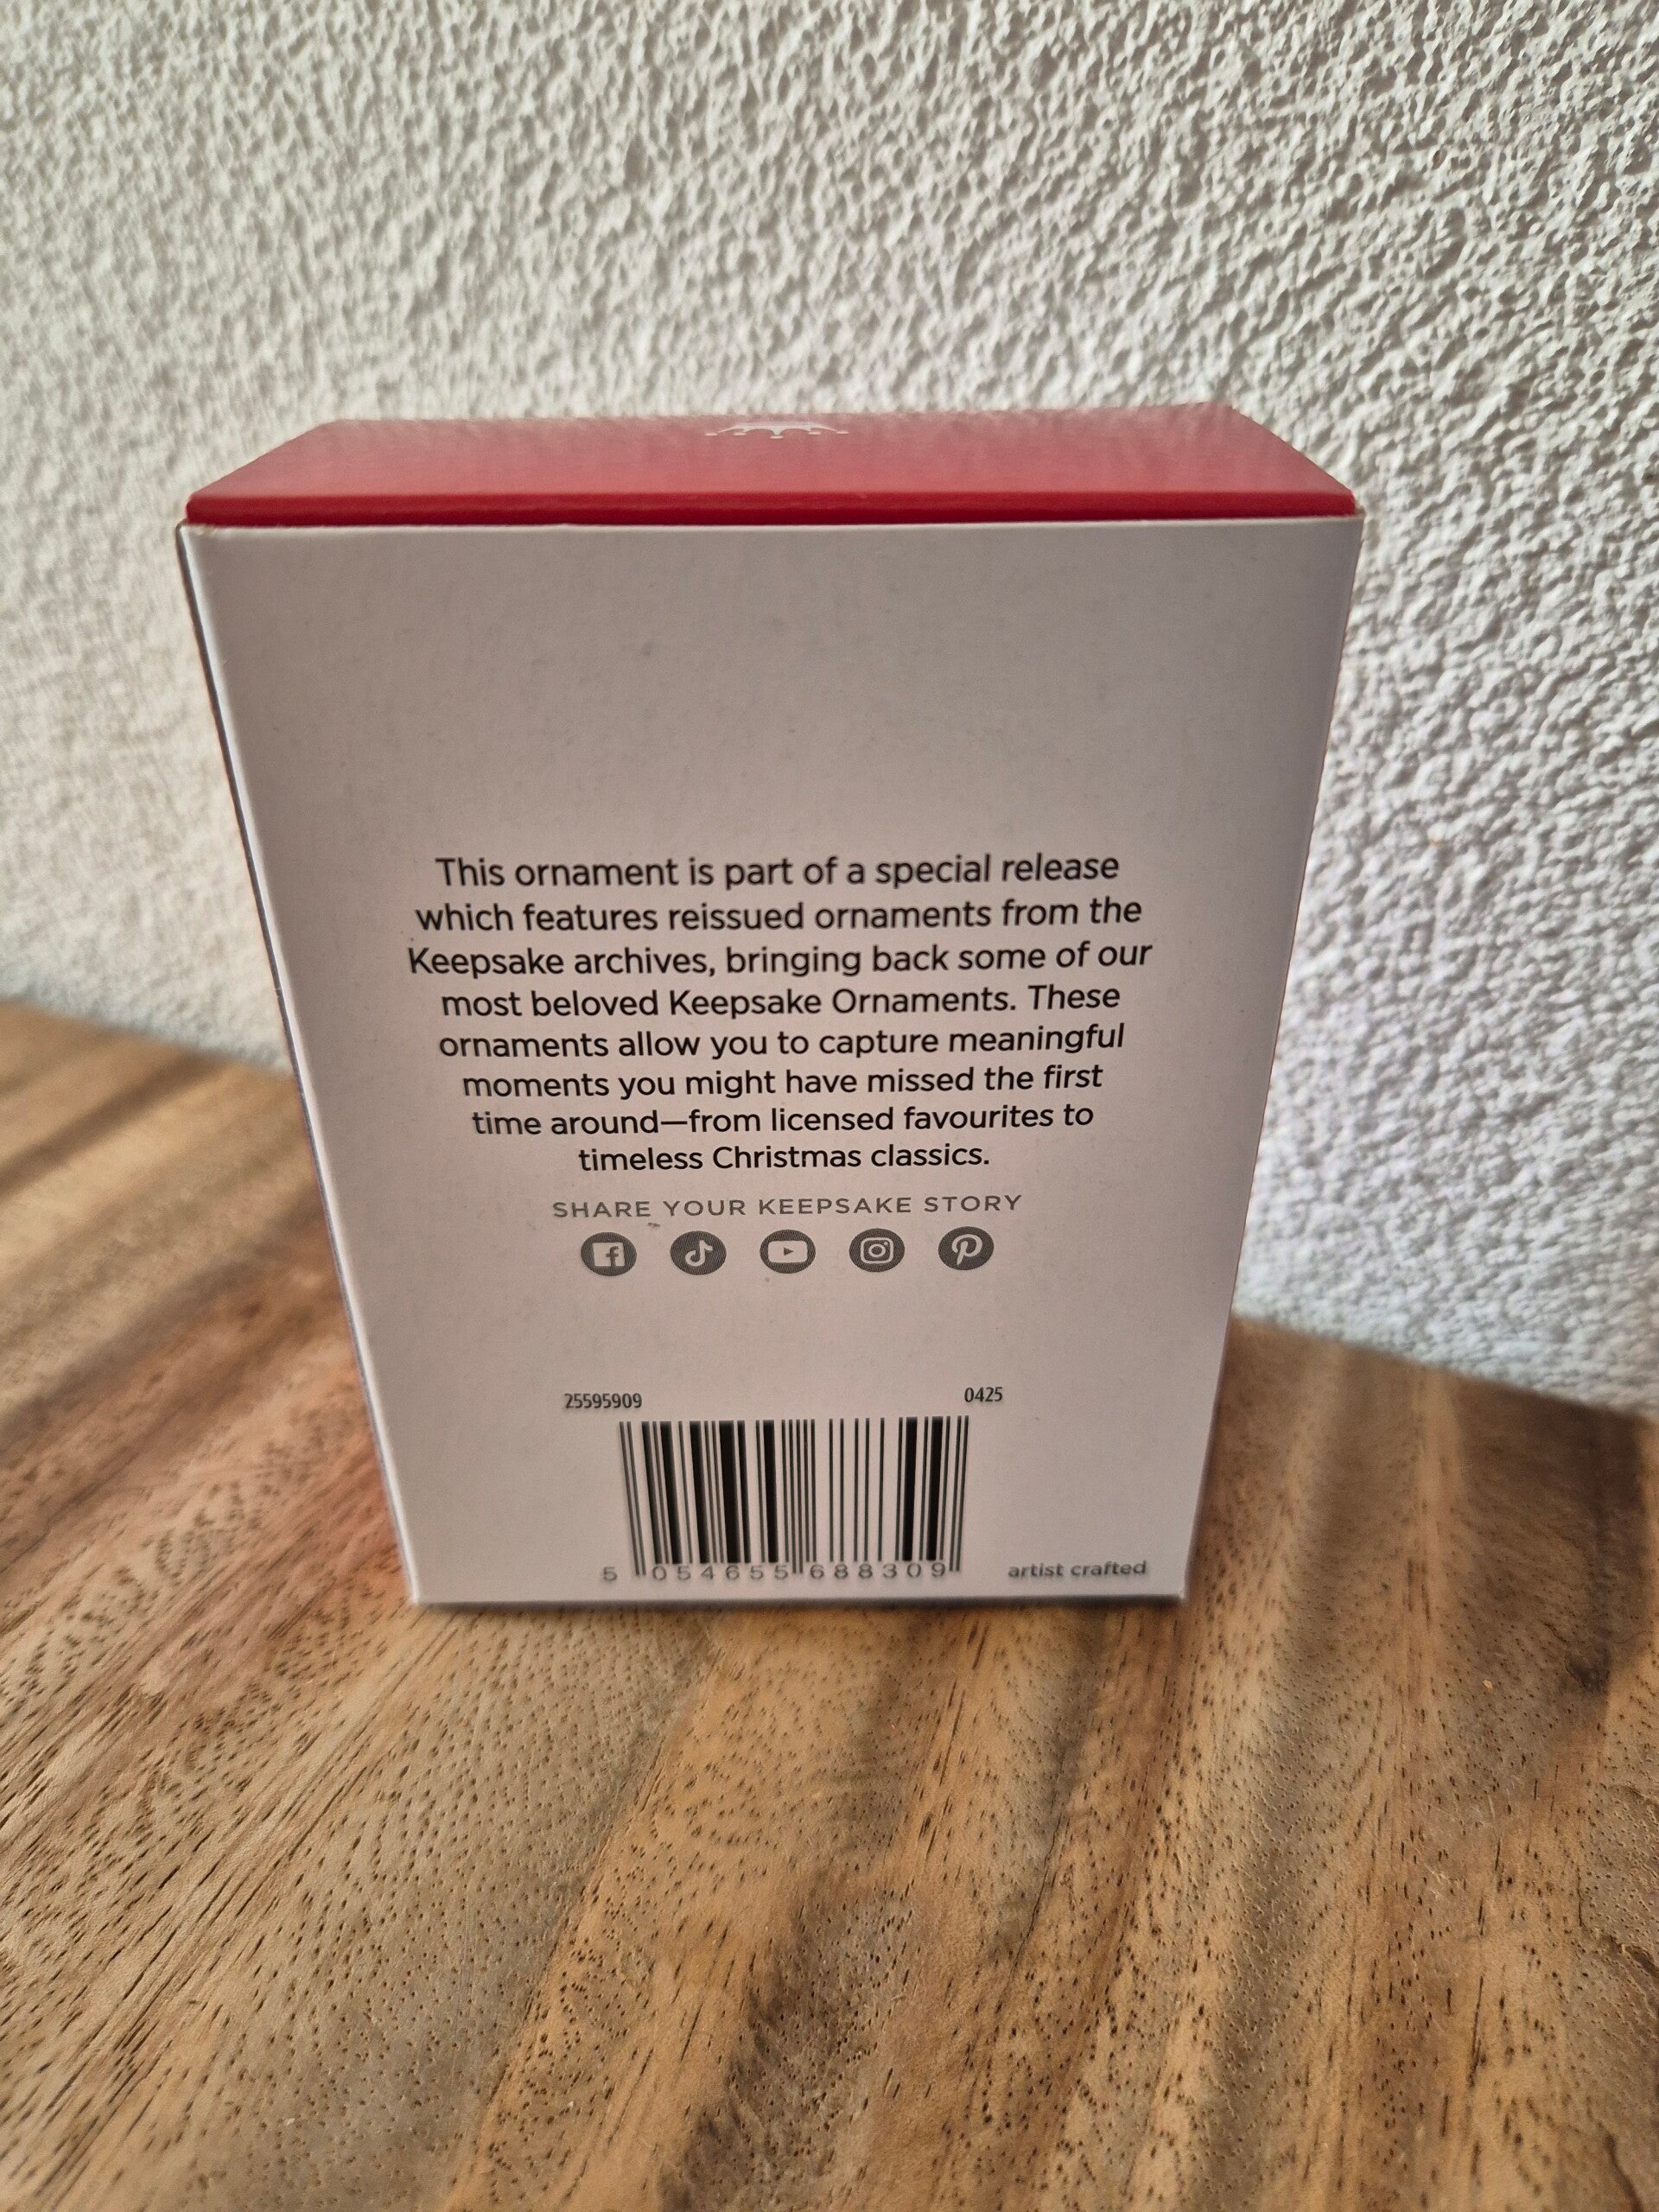 This ornament is part of a special release
which features reissued ornaments from the
Keepsake archives, bringing back some of our
most beloved Keepsake Ornaments. These
ornaments allow you to capture meaningful
moments you might have missed the first
time around—from licensed favourites to
timeless Christmas classics.
SHARE YOUR KEEPSAKE STORY
25595909 0425
5 054655 688309
artist crafted